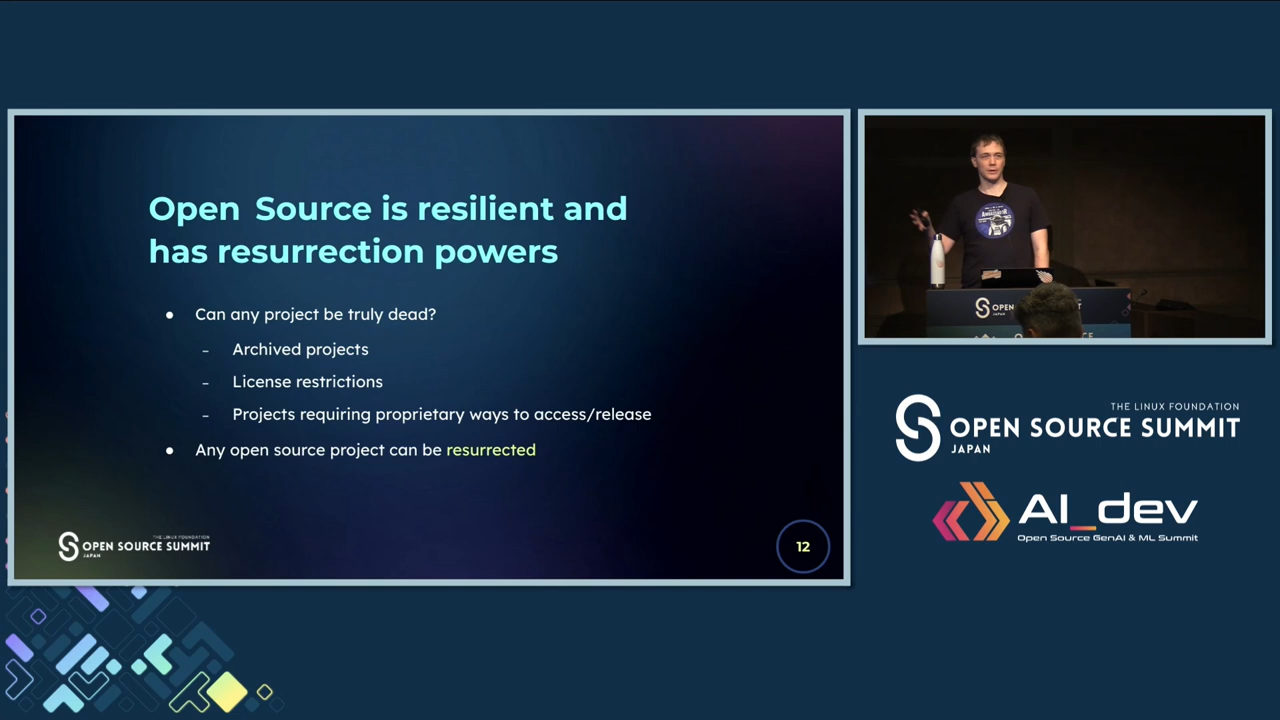 Open Source is resilient and
has resurrection powers
● Can any project be truly dead?
- Archived projects
- License restrictions
- Projects requiring proprietary ways to access/release
● Any open source project can be resurrected
THE LINUX FOUNDATION
OPEN SOURCE SUMMIT
JAPAN
12
OPEN
JAPAN
THE LINUX FOUNDATION
OPEN SOURCE SUMMIT
JAPAN
AI_dev
Open Source GenAI & ML Summit